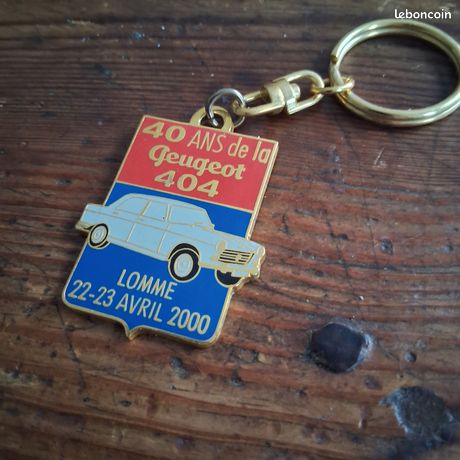 leboncoin
40 ANS de la
Peugeot
404
LOMME
22-23 AVRIL 2000